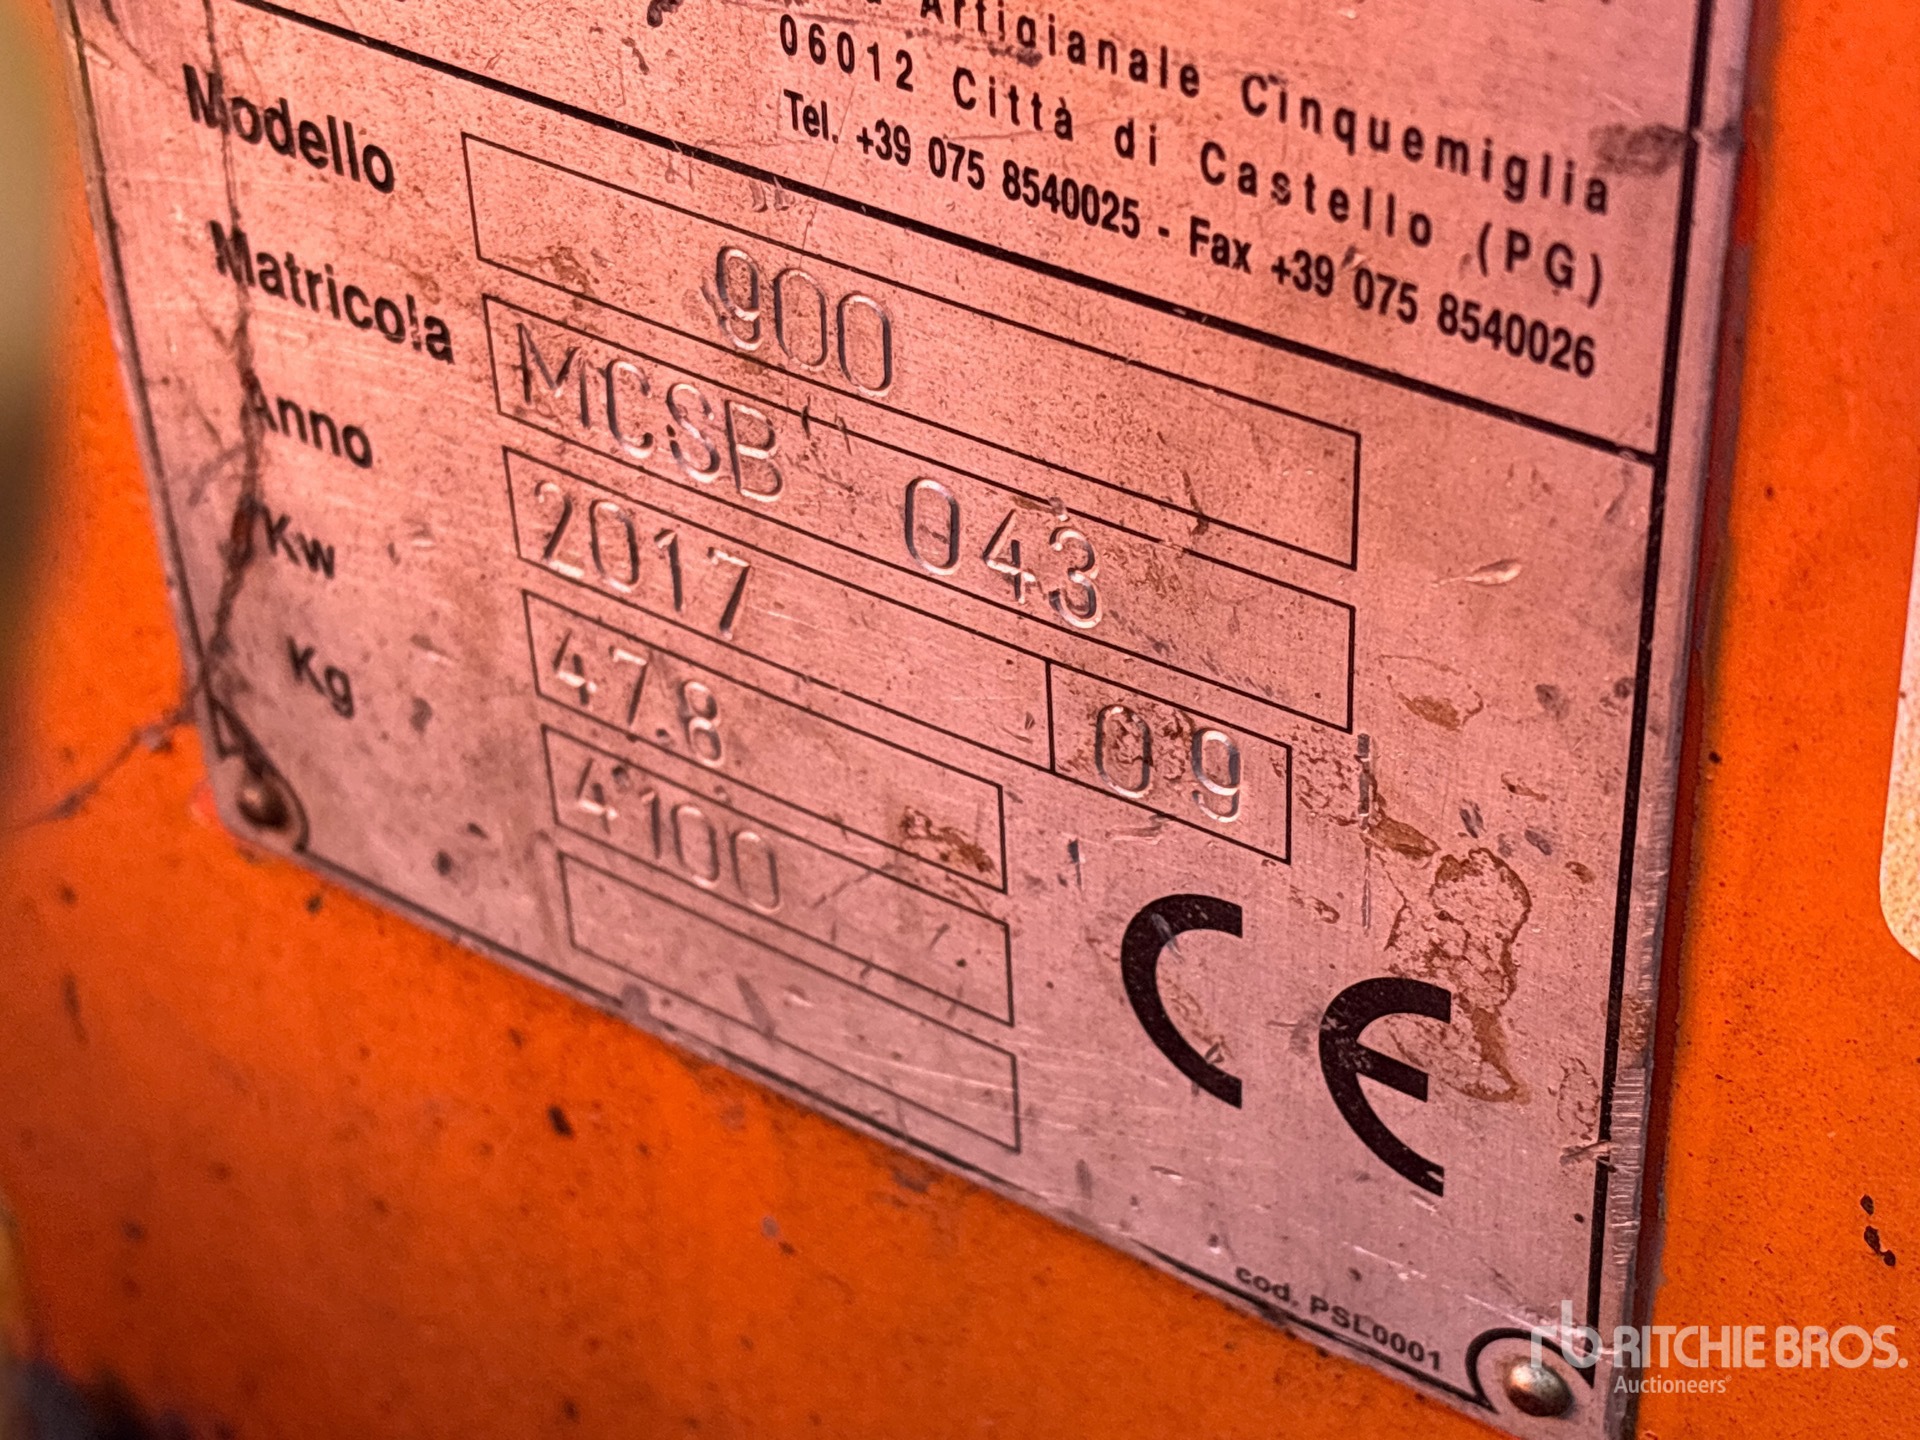 Artigianale Cinquemiglia
06012 Città di Castello (PG)
Tel. +39 075 8540025 - Fax +39 075 8540026
Modello 900
Matricola MCSB 043
Anno 2017 09
Kw 47.8
Kg 4100
CE
cod. PSL0001
rb RITCHIE BROS.
Auctioneers